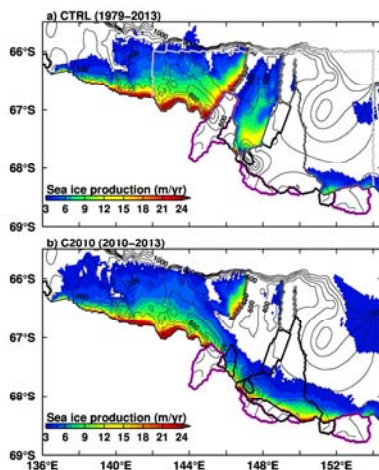 a) CTRL (1979−2013)
1000
66°S
67°S
68°S
Sea ice production (m/yr)
3 6 9 12 15 18 21 24
69°S
b) C2010 (2010−2013)
1000
66°S
67°S
68°S
Sea ice production (m/yr)
3 6 9 12 15 18 21 24
69°S
136°E 140°E 144°E 148°E 152°E